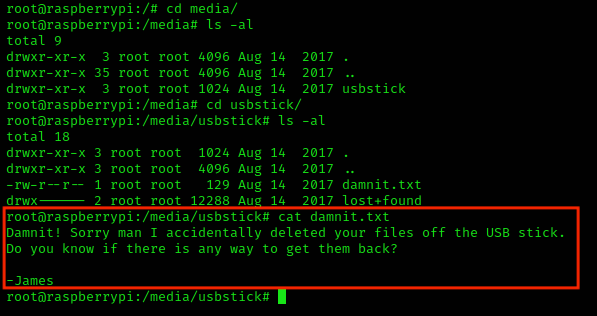 root@raspberrypi:/# cd media/
root@raspberrypi:/media# ls -al
total 9
drwxr-xr-x  3 root root 4096 Aug 14  2017 .
drwxr-xr-x 35 root root 4096 Aug 14  2017 ..
drwxr-xr-x  3 root root 1024 Aug 14  2017 usbstick
root@raspberrypi:/media# cd usbstick/
root@raspberrypi:/media/usbstick# ls -al
total 18
drwxr-xr-x 3 root root  1024 Aug 14  2017 .
drwxr-xr-x 3 root root  4096 Aug 14  2017 ..
-rw-r--r-- 1 root root   129 Aug 14  2017 damnit.txt
drwx------ 2 root root 12288 Aug 14  2017 lost+found
root@raspberrypi:/media/usbstick# cat damnit.txt
Damnit! Sorry man I accidentally deleted your files off the USB stick.
Do you know if there is any way to get them back?
-James
root@raspberrypi:/media/usbstick#